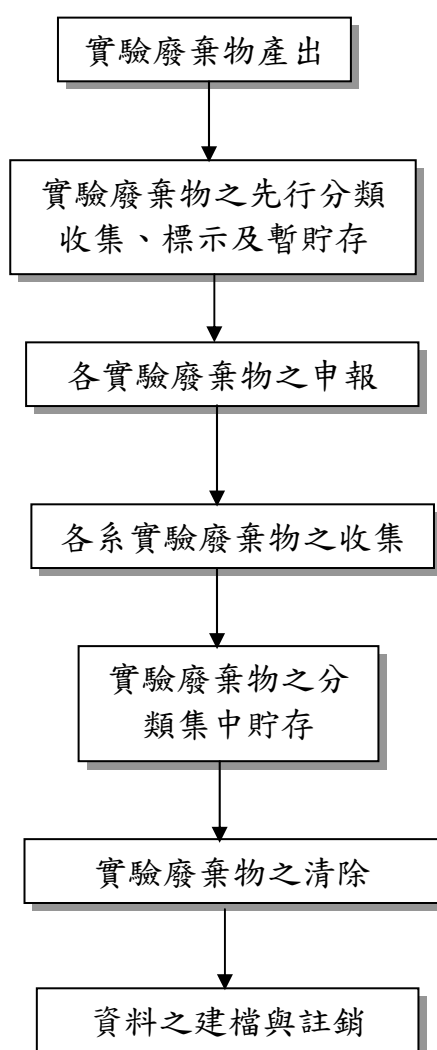 實驗廢棄物產出
實驗廢棄物之先行分類
收集、標示及暫貯存
各實驗廢棄物之申報
各系實驗廢棄物之收集
實驗廢棄物之分
類集中貯存
實驗廢棄物之清除
資料之建檔與註銷